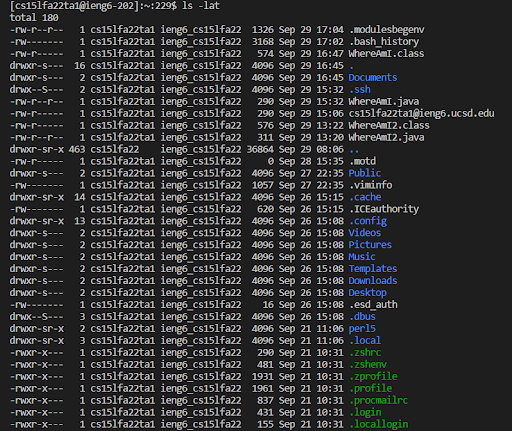 [cs15lfa22ta1@ieng6-202]:~:229$ ls -lat
total 180
-rw-r--r-- 1 cs15lfa22ta1 ieng6_cs15lfa22 1326 Sep 29 17:04 .modulesbegenv
-rw------- 1 cs15lfa22ta1 ieng6_cs15lfa22 3168 Sep 29 17:02 .bash_history
-rw-r----- 1 cs15lfa22ta1 ieng6_cs15lfa22 574 Sep 29 16:47 WhereAmI.class
drwxr-s--- 16 cs15lfa22ta1 ieng6_cs15lfa22 4096 Sep 29 16:45 .
drwxr-s--- 2 cs15lfa22ta1 ieng6_cs15lfa22 4096 Sep 29 16:45 Documents
drwx--S--- 2 cs15lfa22ta1 ieng6_cs15lfa22 4096 Sep 29 15:32 .ssh
-rw-r--r-- 1 cs15lfa22ta1 ieng6_cs15lfa22 290 Sep 29 15:32 WhereAmI.java
-rw-r----- 1 cs15lfa22ta1 ieng6_cs15lfa22 290 Sep 29 15:06 cs15lfa22ta1@ieng6.ucsd.edu
-rw-r----- 1 cs15lfa22ta1 ieng6_cs15lfa22 576 Sep 29 13:22 WhereAmI2.class
-rw-r----- 1 cs15lfa22ta1 ieng6_cs15lfa22 311 Sep 29 13:20 WhereAmI2.java
drwxr-sr-x 463 cs15lfa22 ieng6_cs15lfa22 36864 Sep 29 08:06 ..
-rw-r----- 1 cs15lfa22ta1 ieng6_cs15lfa22 0 Sep 28 15:35 .motd
drwxr-s--- 2 cs15lfa22ta1 ieng6_cs15lfa22 4096 Sep 27 22:35 Public
-rw------- 1 cs15lfa22ta1 ieng6_cs15lfa22 1057 Sep 27 22:35 .viminfo
drwxr-sr-x 14 cs15lfa22ta1 ieng6_cs15lfa22 4096 Sep 26 15:15 .cache
-rw------- 1 cs15lfa22ta1 ieng6_cs15lfa22 620 Sep 26 15:15 .ICEauthority
drwxr-sr-x 13 cs15lfa22ta1 ieng6_cs15lfa22 4096 Sep 26 15:08 .config
drwxr-s--- 2 cs15lfa22ta1 ieng6_cs15lfa22 4096 Sep 26 15:08 Videos
drwxr-s--- 2 cs15lfa22ta1 ieng6_cs15lfa22 4096 Sep 26 15:08 Pictures
drwxr-s--- 2 cs15lfa22ta1 ieng6_cs15lfa22 4096 Sep 26 15:08 Music
drwxr-s--- 2 cs15lfa22ta1 ieng6_cs15lfa22 4096 Sep 26 15:08 Templates
drwxr-s--- 2 cs15lfa22ta1 ieng6_cs15lfa22 4096 Sep 26 15:08 Downloads
drwxr-s--- 2 cs15lfa22ta1 ieng6_cs15lfa22 4096 Sep 26 15:08 Desktop
-rw------- 1 cs15lfa22ta1 ieng6_cs15lfa22 16 Sep 26 15:08 .esd_auth
drwx--S--- 3 cs15lfa22ta1 ieng6_cs15lfa22 4096 Sep 26 15:08 .dbus
drwxr-sr-x 2 cs15lfa22ta1 ieng6_cs15lfa22 4096 Sep 21 11:06 perl5
drwxr-sr-x 3 cs15lfa22ta1 ieng6_cs15lfa22 4096 Sep 21 11:06 .local
-rwxr-x--- 1 cs15lfa22ta1 ieng6_cs15lfa22 290 Sep 21 10:31 .zshrc
-rwxr-x--- 1 cs15lfa22ta1 ieng6_cs15lfa22 481 Sep 21 10:31 .zshenv
-rwxr-x--- 1 cs15lfa22ta1 ieng6_cs15lfa22 1931 Sep 21 10:31 .zprofile
-rwxr-x--- 1 cs15lfa22ta1 ieng6_cs15lfa22 1961 Sep 21 10:31 .profile
-rwxr-x--- 1 cs15lfa22ta1 ieng6_cs15lfa22 837 Sep 21 10:31 .procmailrc
-rwxr-x--- 1 cs15lfa22ta1 ieng6_cs15lfa22 431 Sep 21 10:31 .login
-rwxr-x--- 1 cs15lfa22ta1 ieng6_cs15lfa22 155 Sep 21 10:31 .locallogin